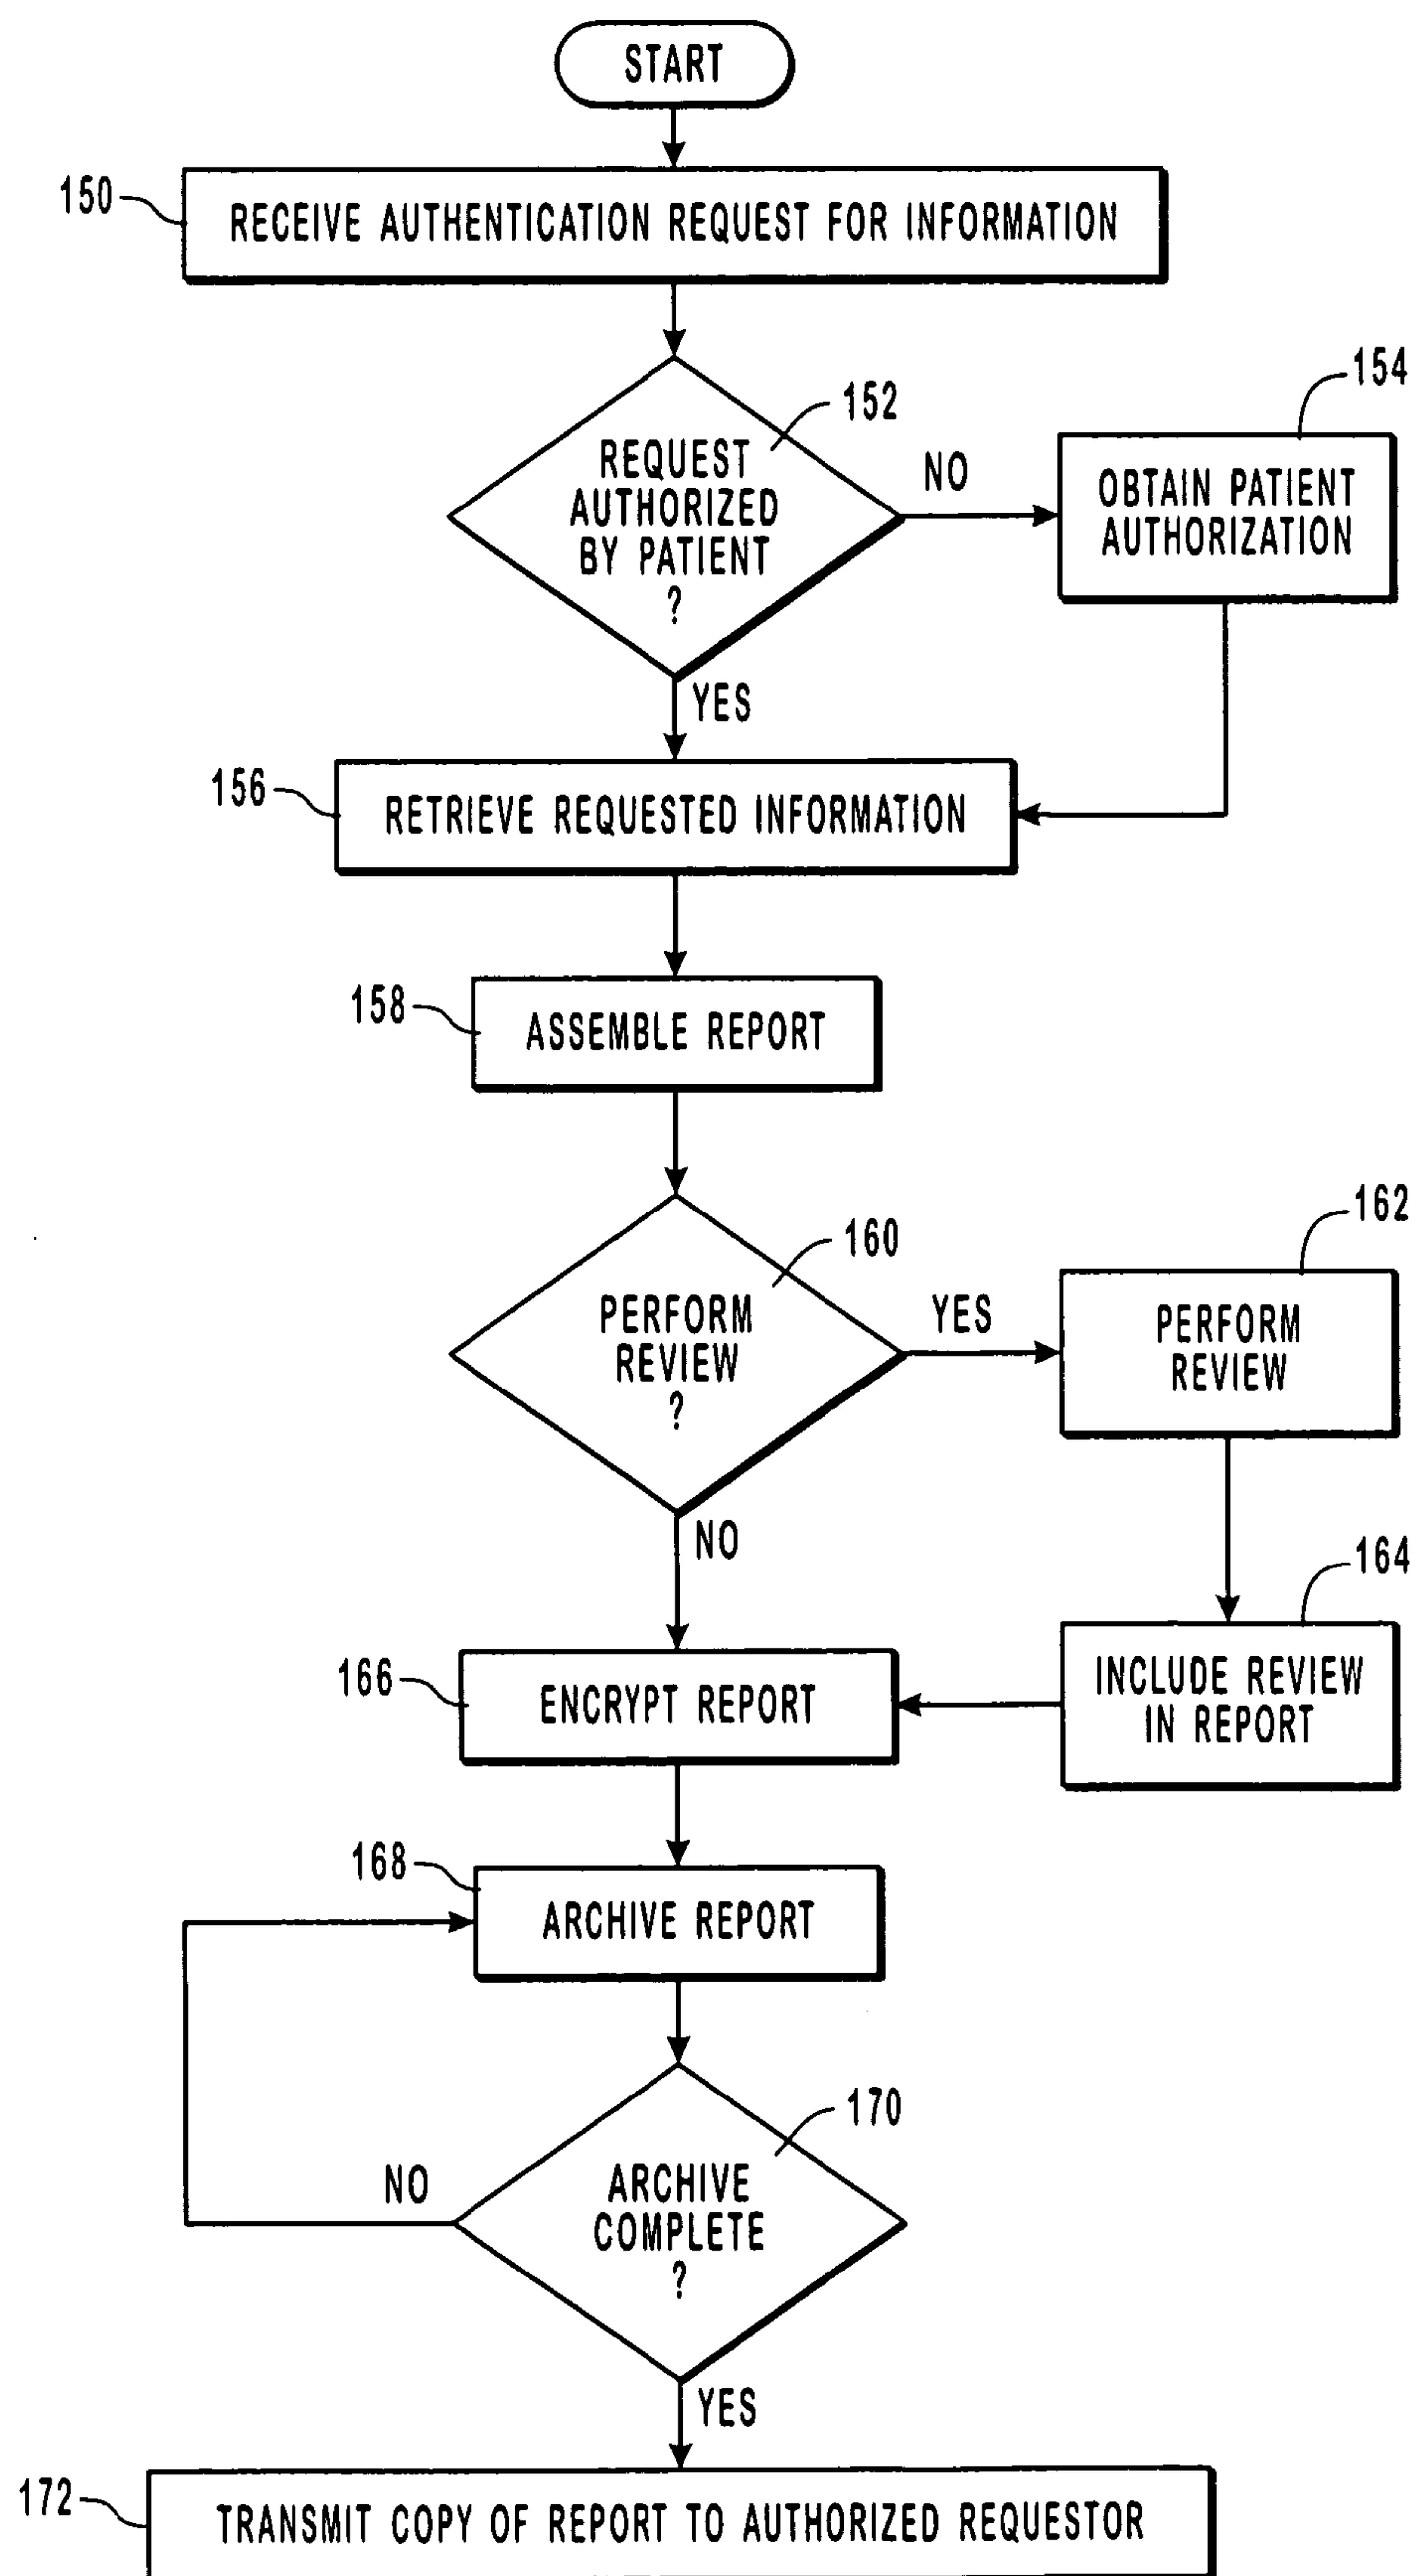 START
150
RECEIVE AUTHENTICATION REQUEST FOR INFORMATION
152
REQUEST
AUTHORIZED
BY PATIENT
?
NO
154
OBTAIN PATIENT
AUTHORIZATION
YES
156
RETRIEVE REQUESTED INFORMATION
158
ASSEMBLE REPORT
160
PERFORM
REVIEW
?
YES
162
PERFORM
REVIEW
NO
164
INCLUDE REVIEW
IN REPORT
166
ENCRYPT REPORT
168
ARCHIVE REPORT
170
ARCHIVE
COMPLETE
?
NO
YES
172
TRANSMIT COPY OF REPORT TO AUTHORIZED REQUESTOR